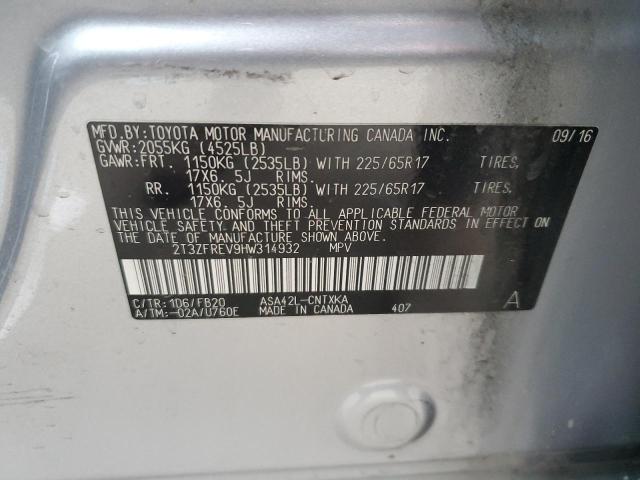 MFD. BY: TOYOTA MOTOR MANUFACTURING CANADA INC. 09/16
GVWR: 2055KG (4525LB)
GAWR: FRT. 1150KG (2535LB) WITH 225/65R17 TIRES,
17X6.5J RIMS.
RR. 1150KG (2535LB) WITH 225/65R17 TIRES,
17X6.5J RIMS.
THIS VEHICLE CONFORMS TO ALL APPLICABLE FEDERAL MOTOR
VEHICLE SAFETY AND THEFT PREVENTION STANDARDS IN EFFECT ON
THE DATE OF MANUFACTURE SHOWN ABOVE.
2T3ZFREV9HW314932 MPV
C/TR: 1D6/FB20 ASA42L-CNTXKA A
A/TM: -02A/U760E MADE IN CANADA 407